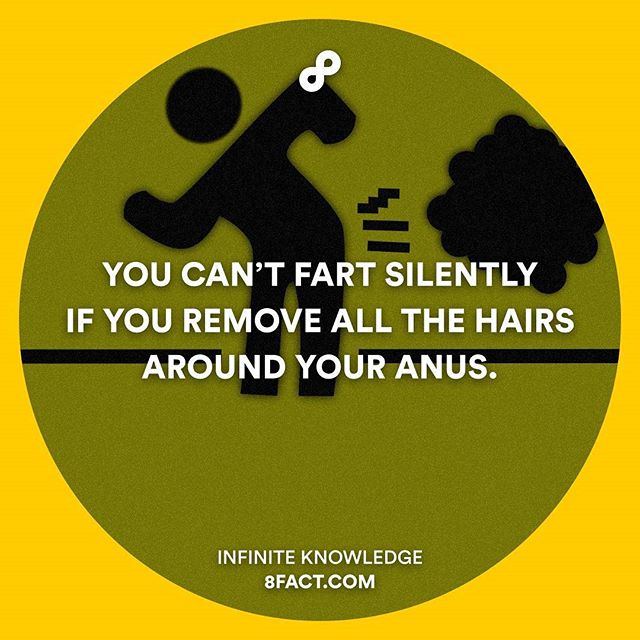 YOU CAN'T FART SILENTLY
IF YOU REMOVE ALL THE HAIRS
AROUND YOUR ANUS.
INFINITE KNOWLEDGE
8FACT.COM